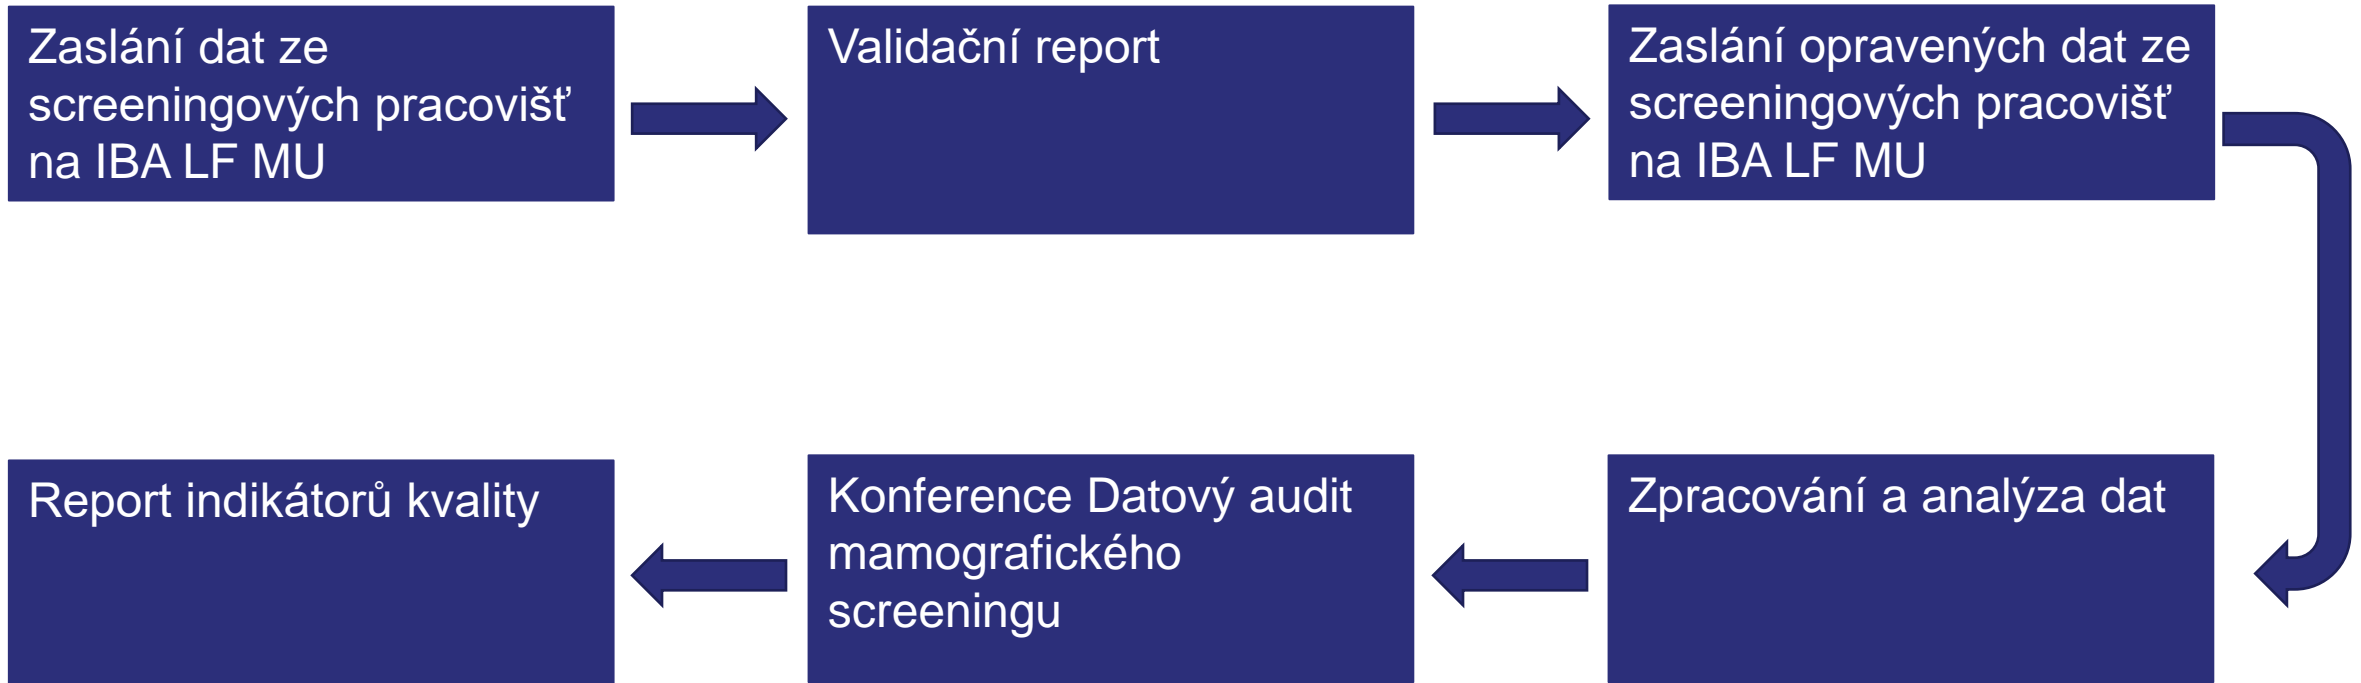 Zaslání dat ze
screeningových pracovišť
na IBA LF MU
Validační report
Zaslání opravených dat ze
screeningových pracovišť
na IBA LF MU
Zpracování a analýza dat
Konference Datový audit
mamografického
screeningu
Report indikátorů kvality